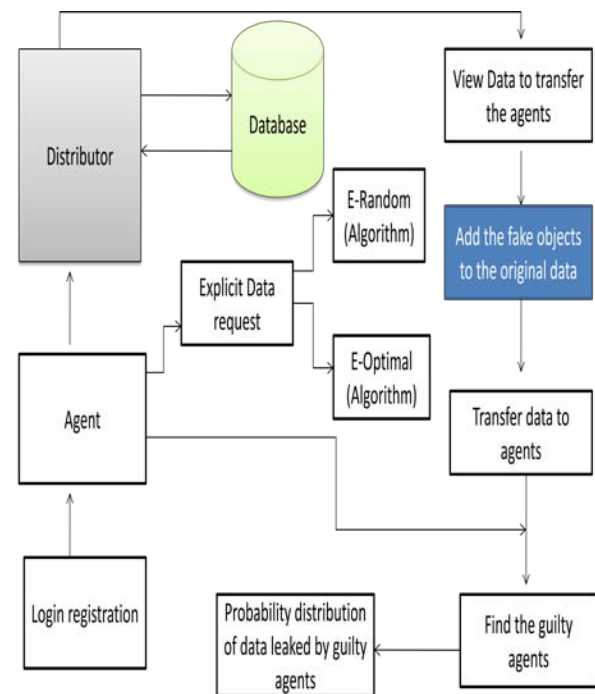 Distributor
Database
View Data to transfer
the agents
E-Random
(Algorithm)
Add the fake objects
to the original data
Explicit Data
request
E-Optimal
(Algorithm)
Agent
Transfer data to
agents
Login registration
Probability distribution
of data leaked by guilty
agents
Find the guilty
agents